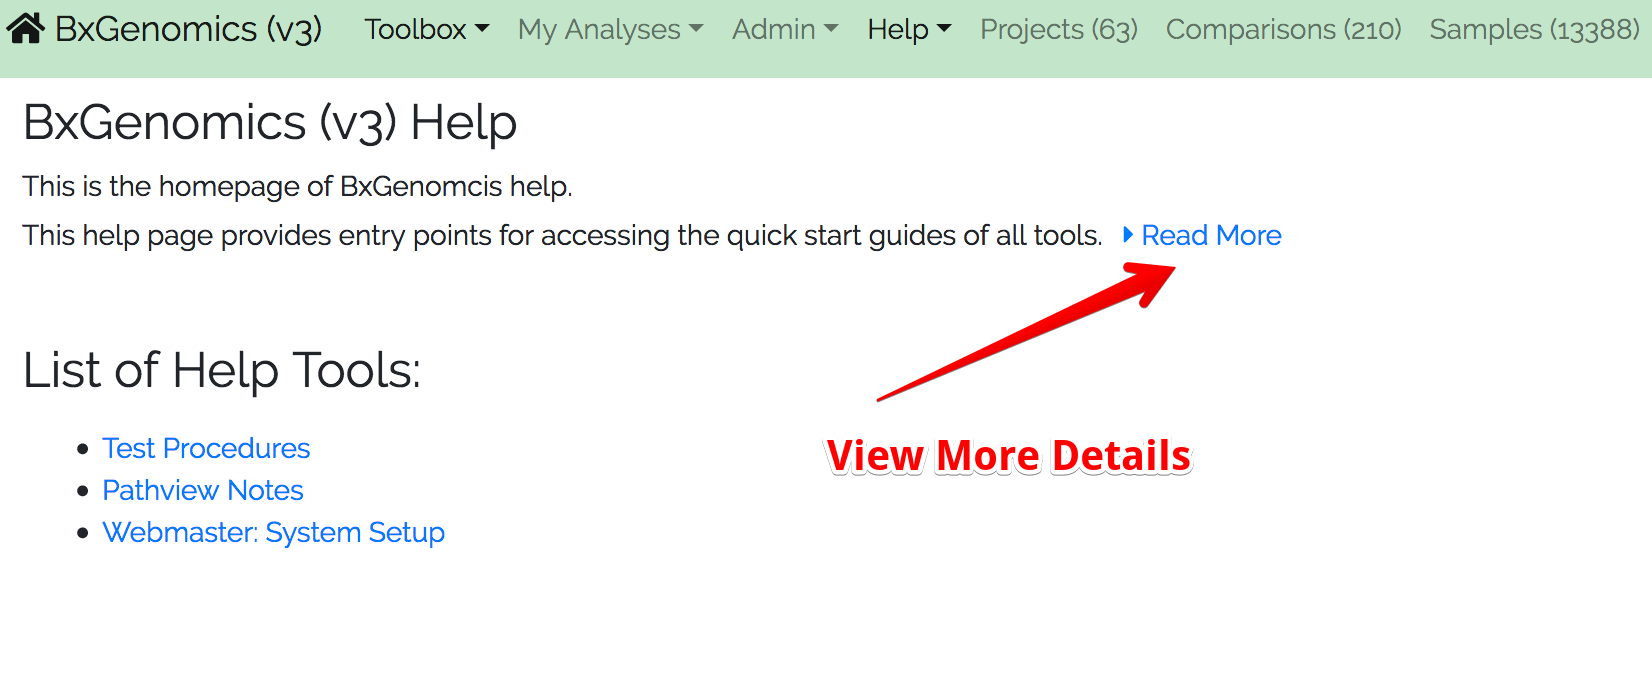 BxGenomics (v3) Toolbox My Analyses Admin Help Projects (63) Comparisons (210) Samples (13388)
BxGenomics (v3) Help
This is the homepage of BxGenomcis help.
This help page provides entry points for accessing the quick start guides of all tools. Read More
List of Help Tools:
Test Procedures
View More Details
Pathview Notes
Webmaster: System Setup